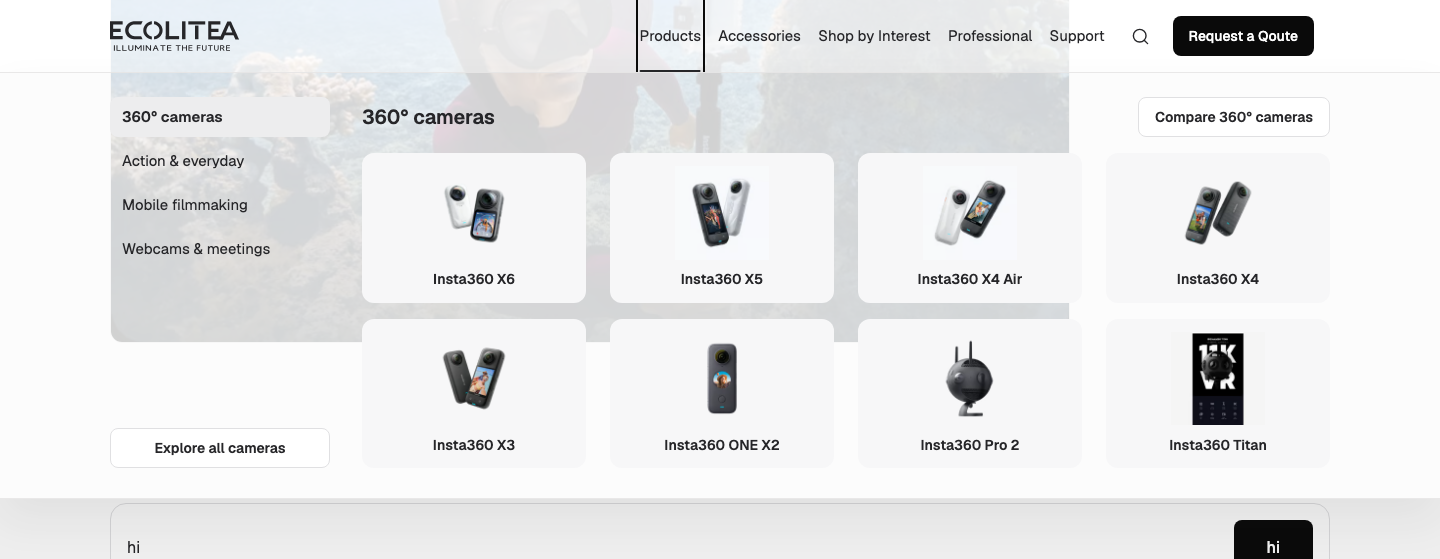 ECOLITEA
ILLUMINATE THE FUTURE
Products
Accessories
Shop by Interest
Professional
Support
Request a Qoute
360° cameras
Action & everyday
Mobile filmmaking
Webcams & meetings
Explore all cameras
360° cameras
Compare 360° cameras
Insta360 X6
Insta360 X5
Insta360 X4 Air
Insta360 X4
Insta360 X3
Insta360 ONE X2
Insta360 Pro 2
11K
VR
Insta360 Titan
hi
hi